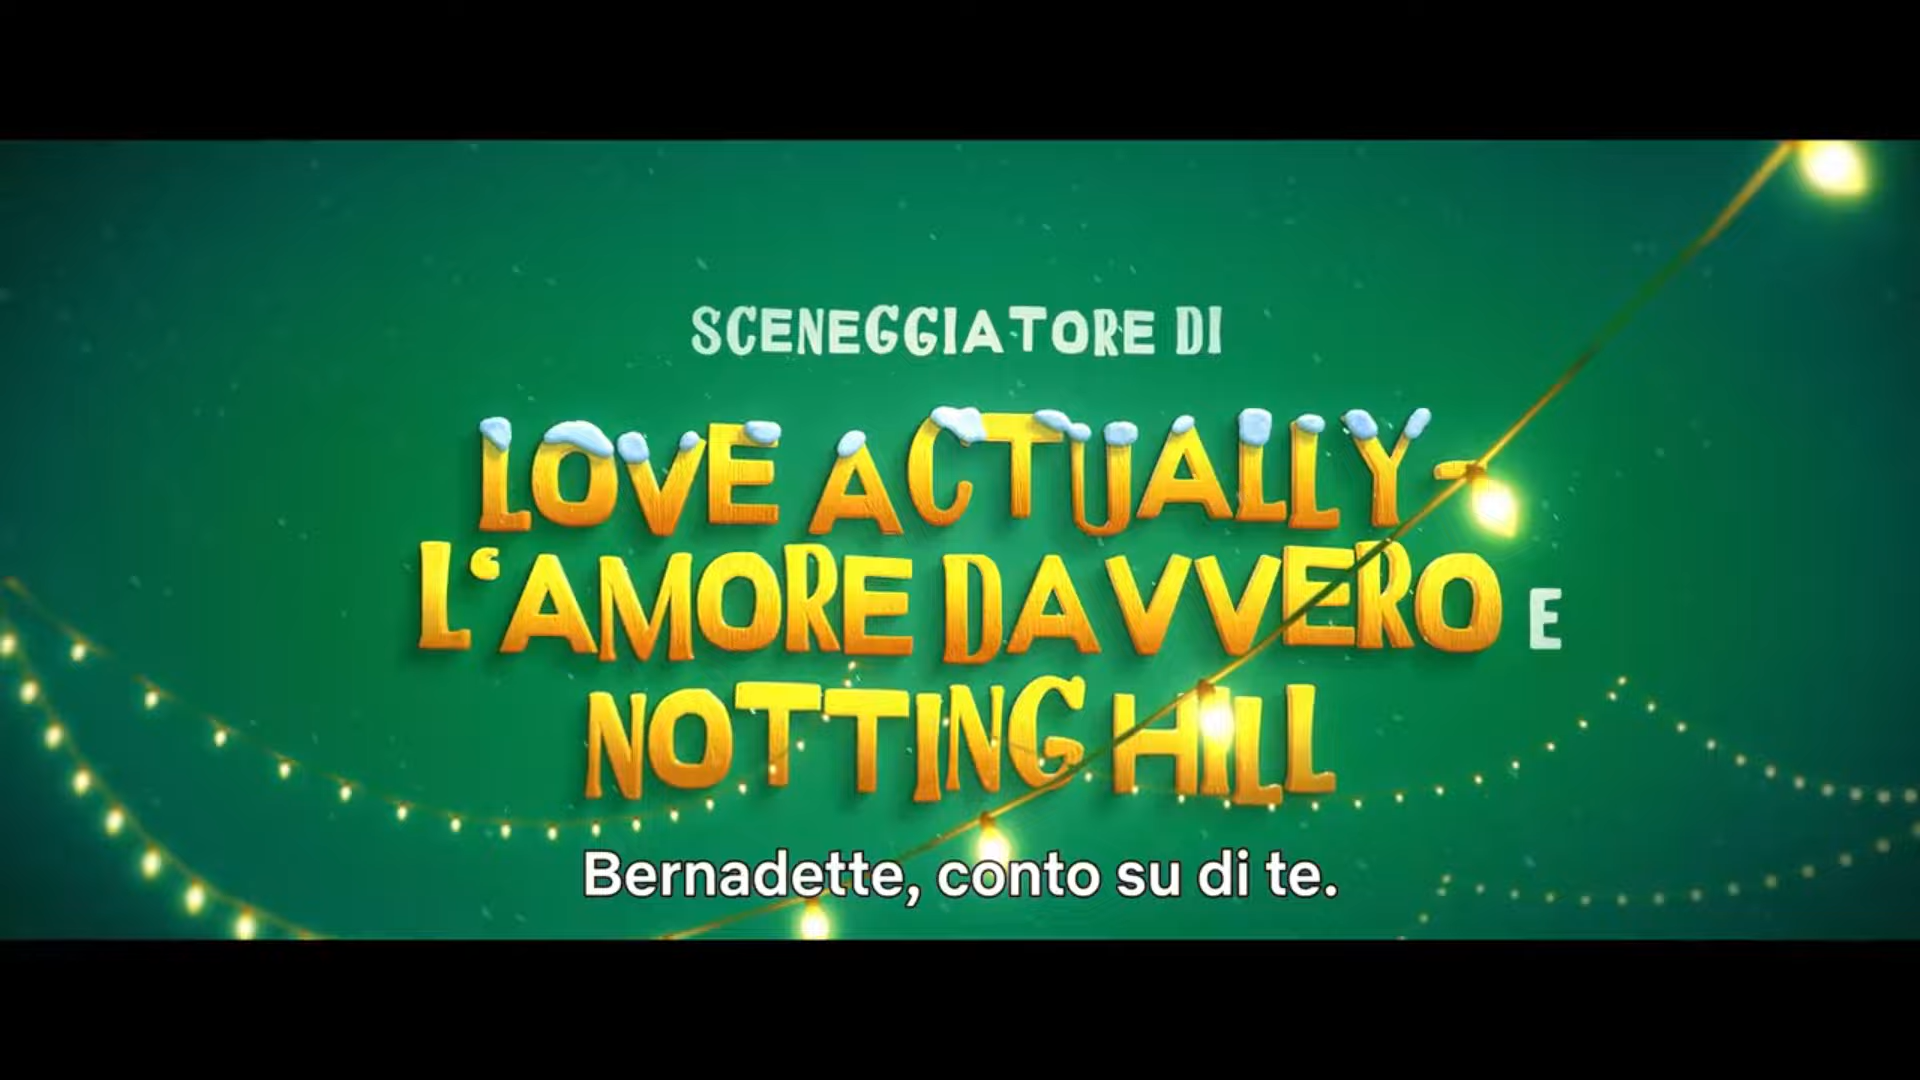 SCENEGGIATORE DI
LOVE ACTUALLY -
L'AMORE DAVVERO E
NOTTING HILL
Bernadette, conto su di te.